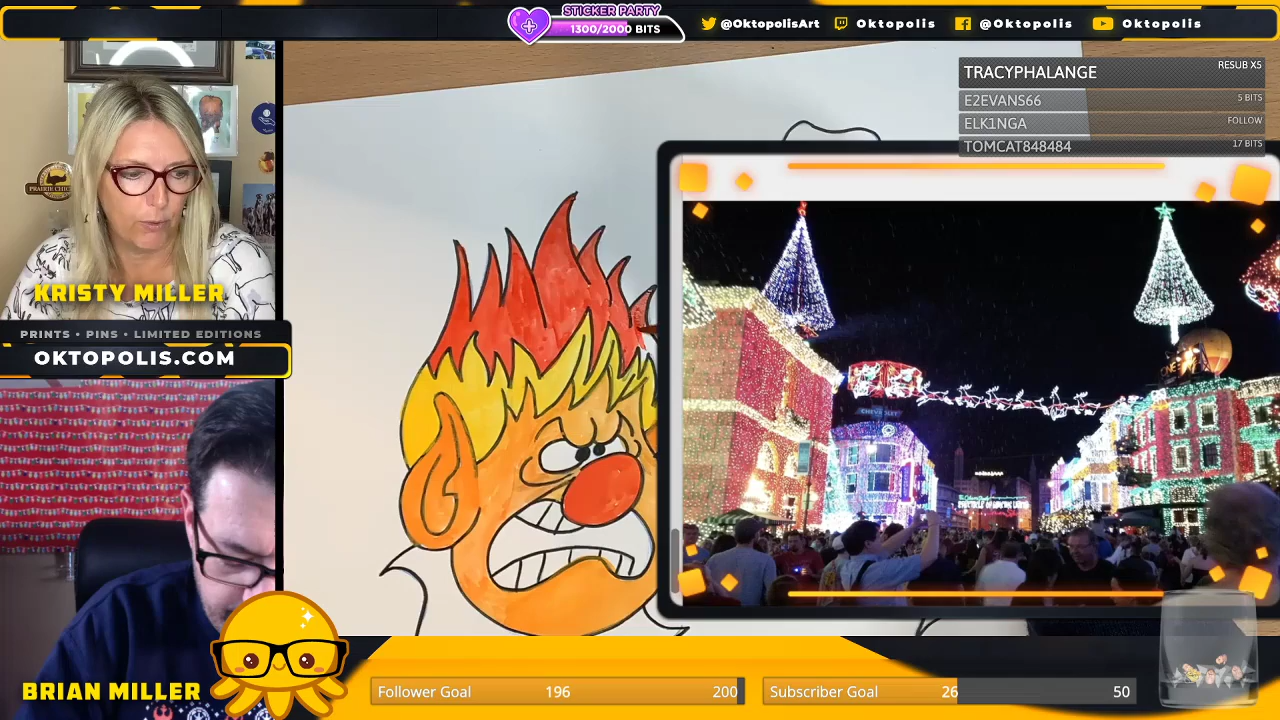 STICKER PARTY
1300/2000 BITS
@OktopolisArt
Oktopolis
@Oktopolis
Oktopolis
TRACYPHALANGE
RESUB X5
E2EVANS66
5 BITS
ELK1NGA
FOLLOW
TOMCAT848484
17 BITS
PRAIRIE
KRISTY MILLER
PRINTS • PINS • LIMITED EDITIONS
OKTOPOLIS.COM
CHEVROLET
BRIAN MILLER
Follower Goal
196
200
Subscriber Goal
26
50